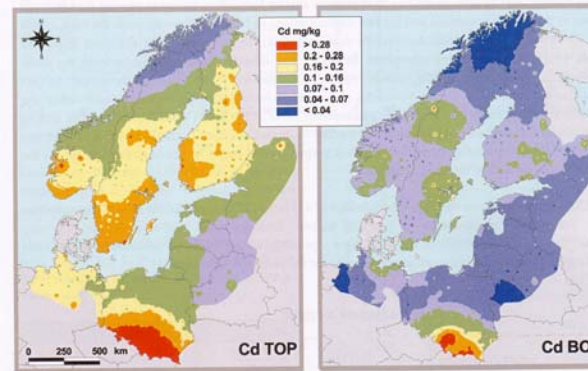 Cd mg/kg
> 0.28
0.2 - 0.28
0.16 - 0.2
0.1 - 0.16
0.07 - 0.1
0.04 - 0.07
< 0.04
0 250 500 km
Cd TOP
Cd BO